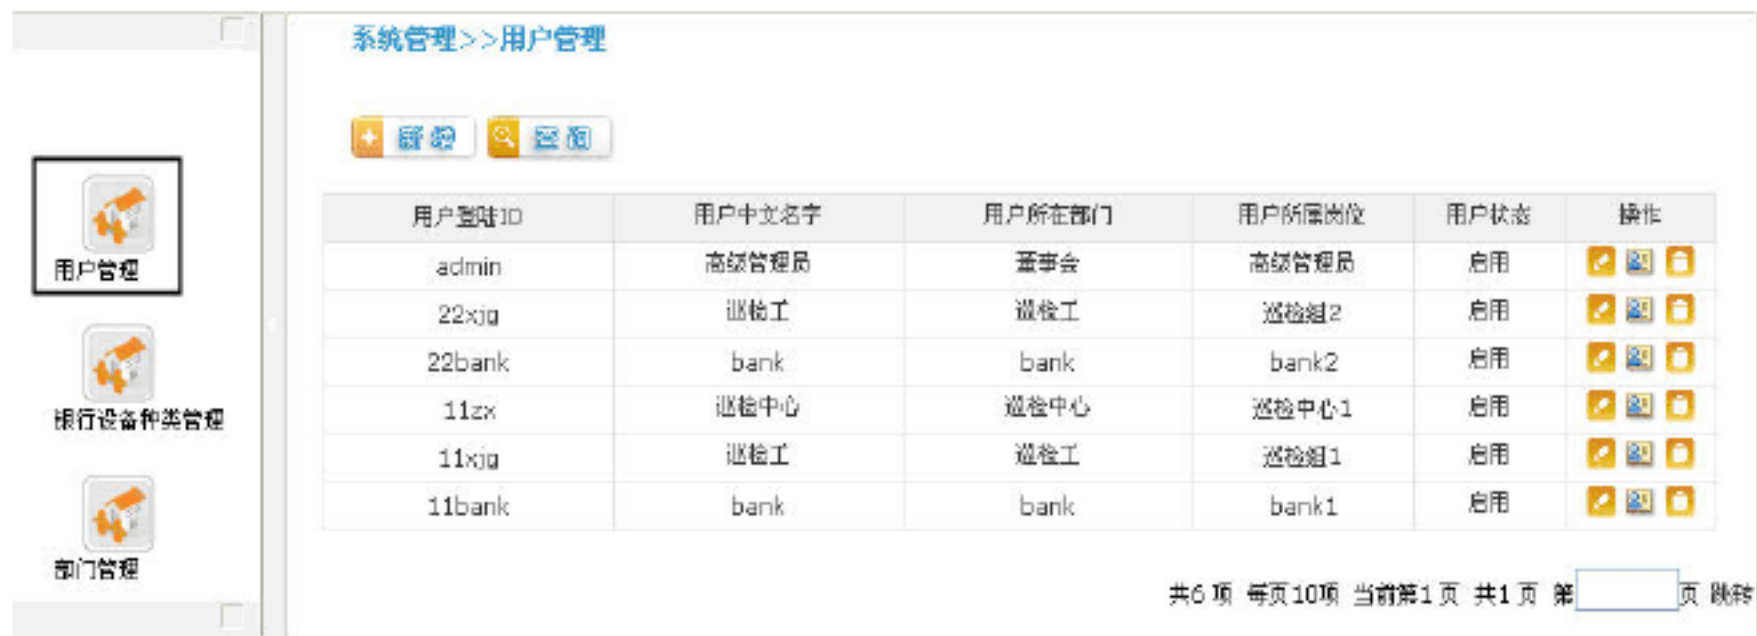 系统管理>>用户管理
新增 查询
用户管理
银行设备种类管理
部门管理
用户登陆ID 用户中文名字 用户所在部门 用户所属岗位 用户状态 操作
admin 高级管理员 董事会 高级管理员 启用
22xjg 巡检工 巡检工 巡检组2 启用
22bank bank bank bank2 启用
11zx 巡检中心 巡检中心 巡检中心1 启用
11xjg 巡检工 巡检工 巡检组1 启用
11bank bank bank bank1 启用
共6 项 每页10项 当前第1页 共1页 第 页 跳转